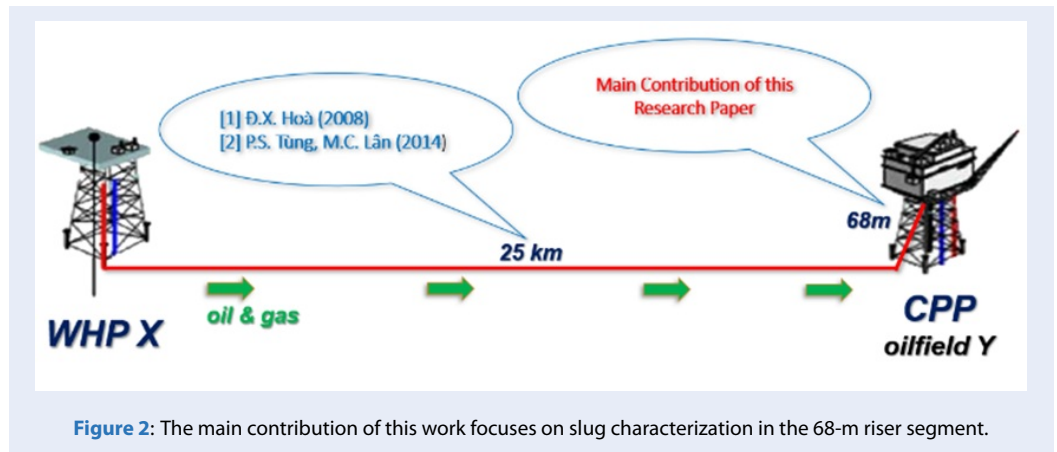 [1] Đ.X. Hoà (2008)
[2] P.S. Tùng, M.C. Lân (2014)
Main Contribution of this
Research Paper
68m
25 km
oil & gas
WHP X
CPP
oilfield Y
Figure 2: The main contribution of this work focuses on slug characterization in the 68-m riser segment.